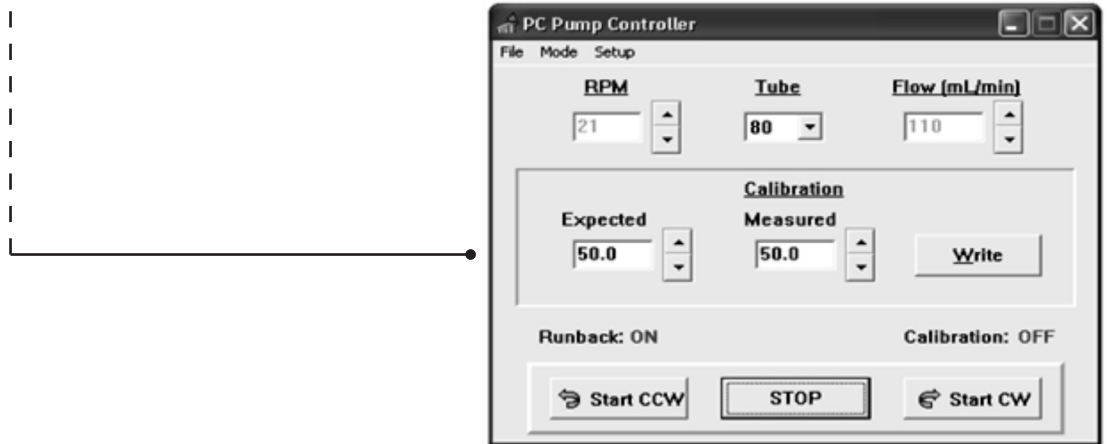 PC Pump Controller
File Mode Setup
RPM Tube Flow (mL/min)
21 80 110
Calibration
Expected Measured
50.0 50.0 Write
Runback: ON Calibration: OFF
Start CCW STOP Start CW